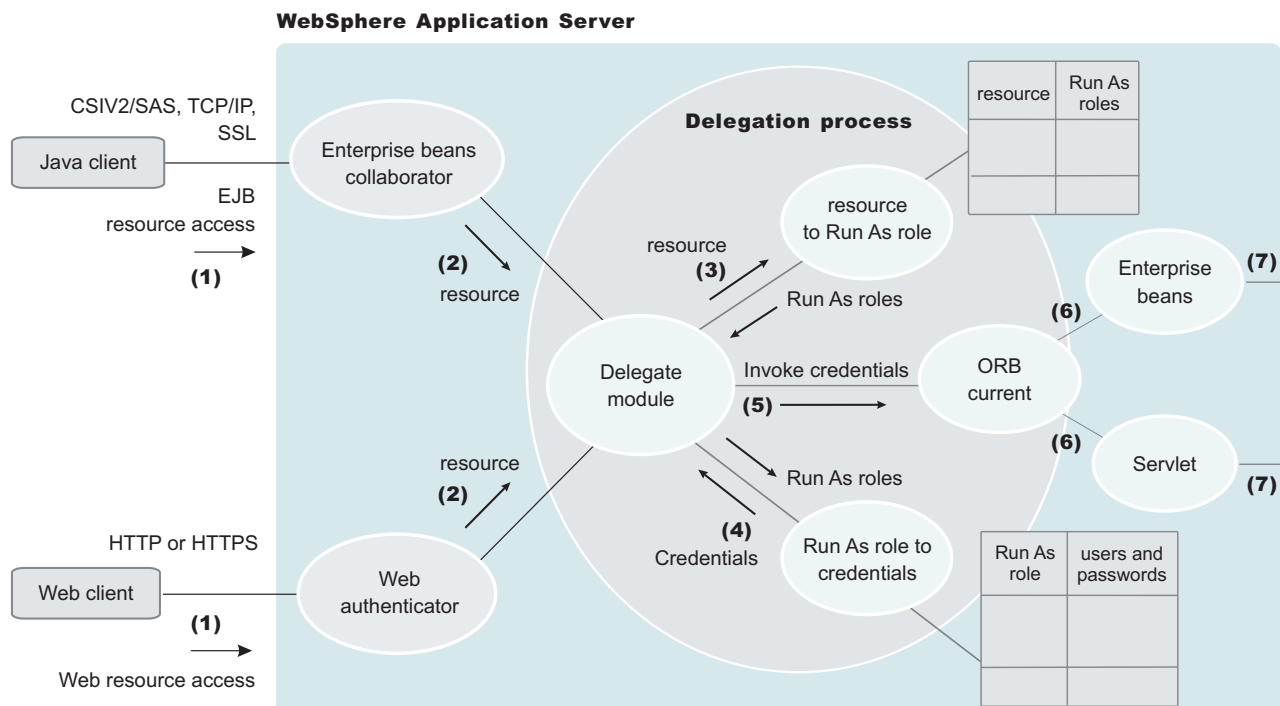 WebSphere Application Server
CSIV2/SAS, TCP/IP,
SSL
Java client
EJB
resource access
(1)
Enterprise beans
collaborator
(2)
resource
Delegation process
resource
Run As
roles
resource
to Run As role
resource
(3)
Run As roles
Enterprise
beans
(7)
(6)
Delegate
module
Invoke credentials
(5)
ORB
current
(6)
Servlet
(7)
resource
(2)
Run As roles
(4)
Credentials
Run As role to
credentials
Run As
role
users and
passwords
HTTP or HTTPS
Web client
(1)
Web resource access
Web
authenticator